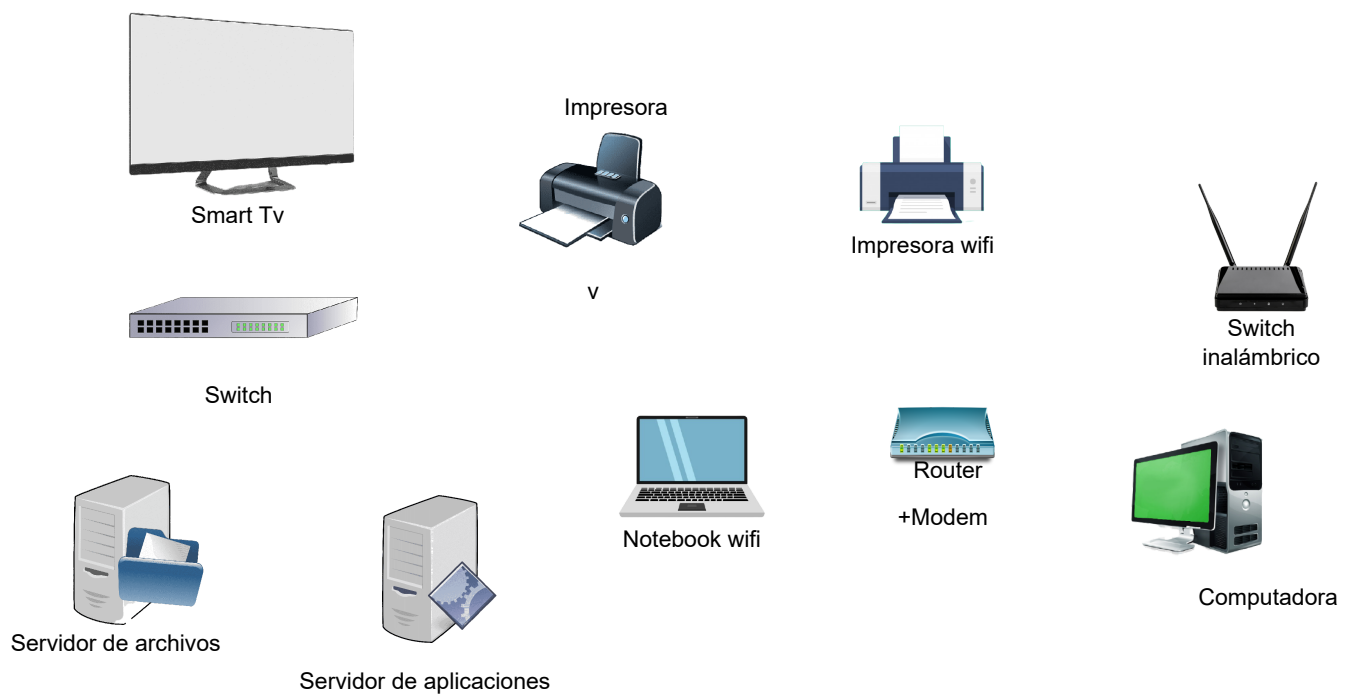 Impresora
Smart Tv
Impresora wifi
v
Switch
inalámbrico
Switch
Router
+Modem
Notebook wifi
Computadora
Servidor de archivos
Servidor de aplicaciones